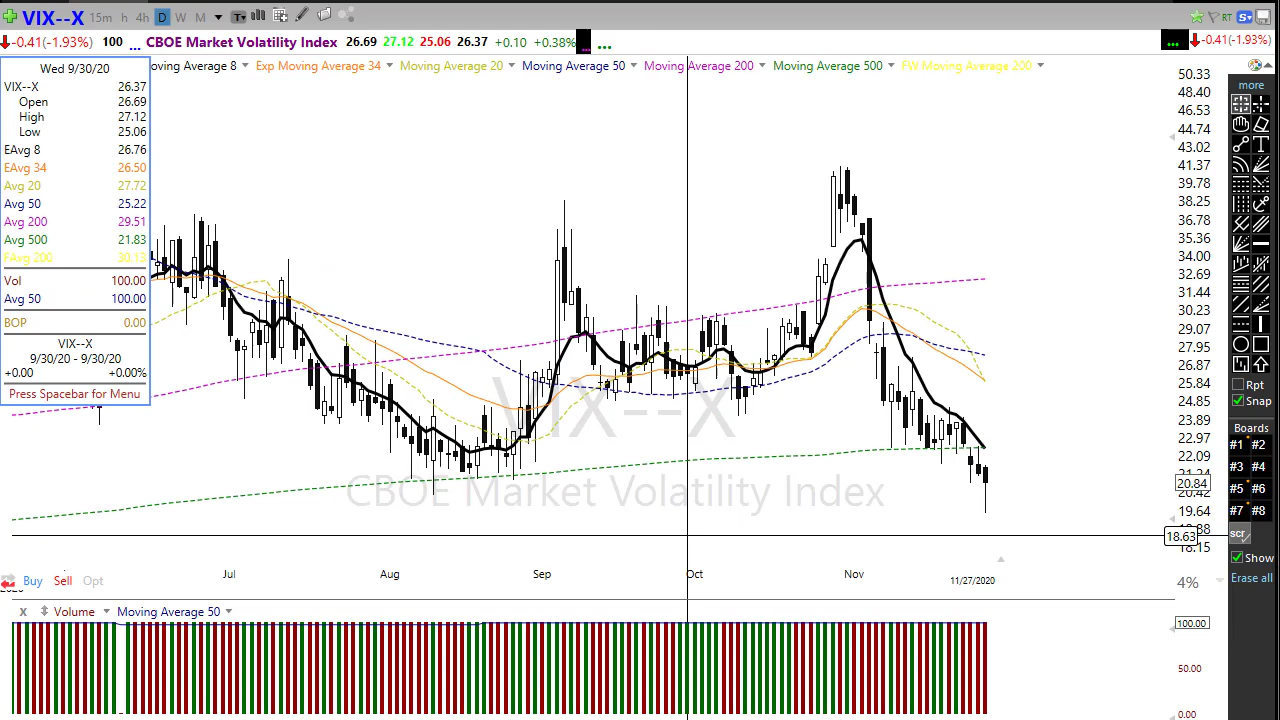 VIX--X 15m h 4h D W M T RT S
-0.41(-1.93%) 100 ... CBOE Market Volatility Index 26.69 27.12 25.06 26.37 +0.10 +0.38% ... ... ... -0.41(-1.93%)
Wed 9/30/20
VIX--X 26.37
Open 26.69
High 27.12
Low 25.06
EAvg 8 26.76
EAvg 34 26.50
Avg 20 27.72
Avg 50 25.22
Avg 200 29.51
Avg 500 21.83
FAvg 200 30.13
Vol 100.00
Avg 50 100.00
BOP 0.00
VIX--X
9/30/20 - 9/30/20
+0.00 +0.00%
Press Spacebar for Menu
oving Average 8 Exp Moving Average 34 Moving Average 20 Moving Average 50 Moving Average 200 Moving Average 500 FW Moving Average 200
VIX--X
CBOE Market Volatility Index
50.33
48.40
46.53
44.74
43.02
41.37
39.78
38.25
36.78
35.36
34.00
32.69
31.44
30.23
29.07
27.95
26.87
25.84
24.85
23.89
22.97
22.09
20.84
20.42
19.64
18.63
18.15
more
T
Rpt
Snap
Boards
#1 #2
#3 #4
#5 #6
#7 #8
scr
Show
Erase all
Jul Aug Sep Oct Nov 11/27/2020
Buy Sell Opt 4%
X Volume Moving Average 50
100.00
50.00
0.00